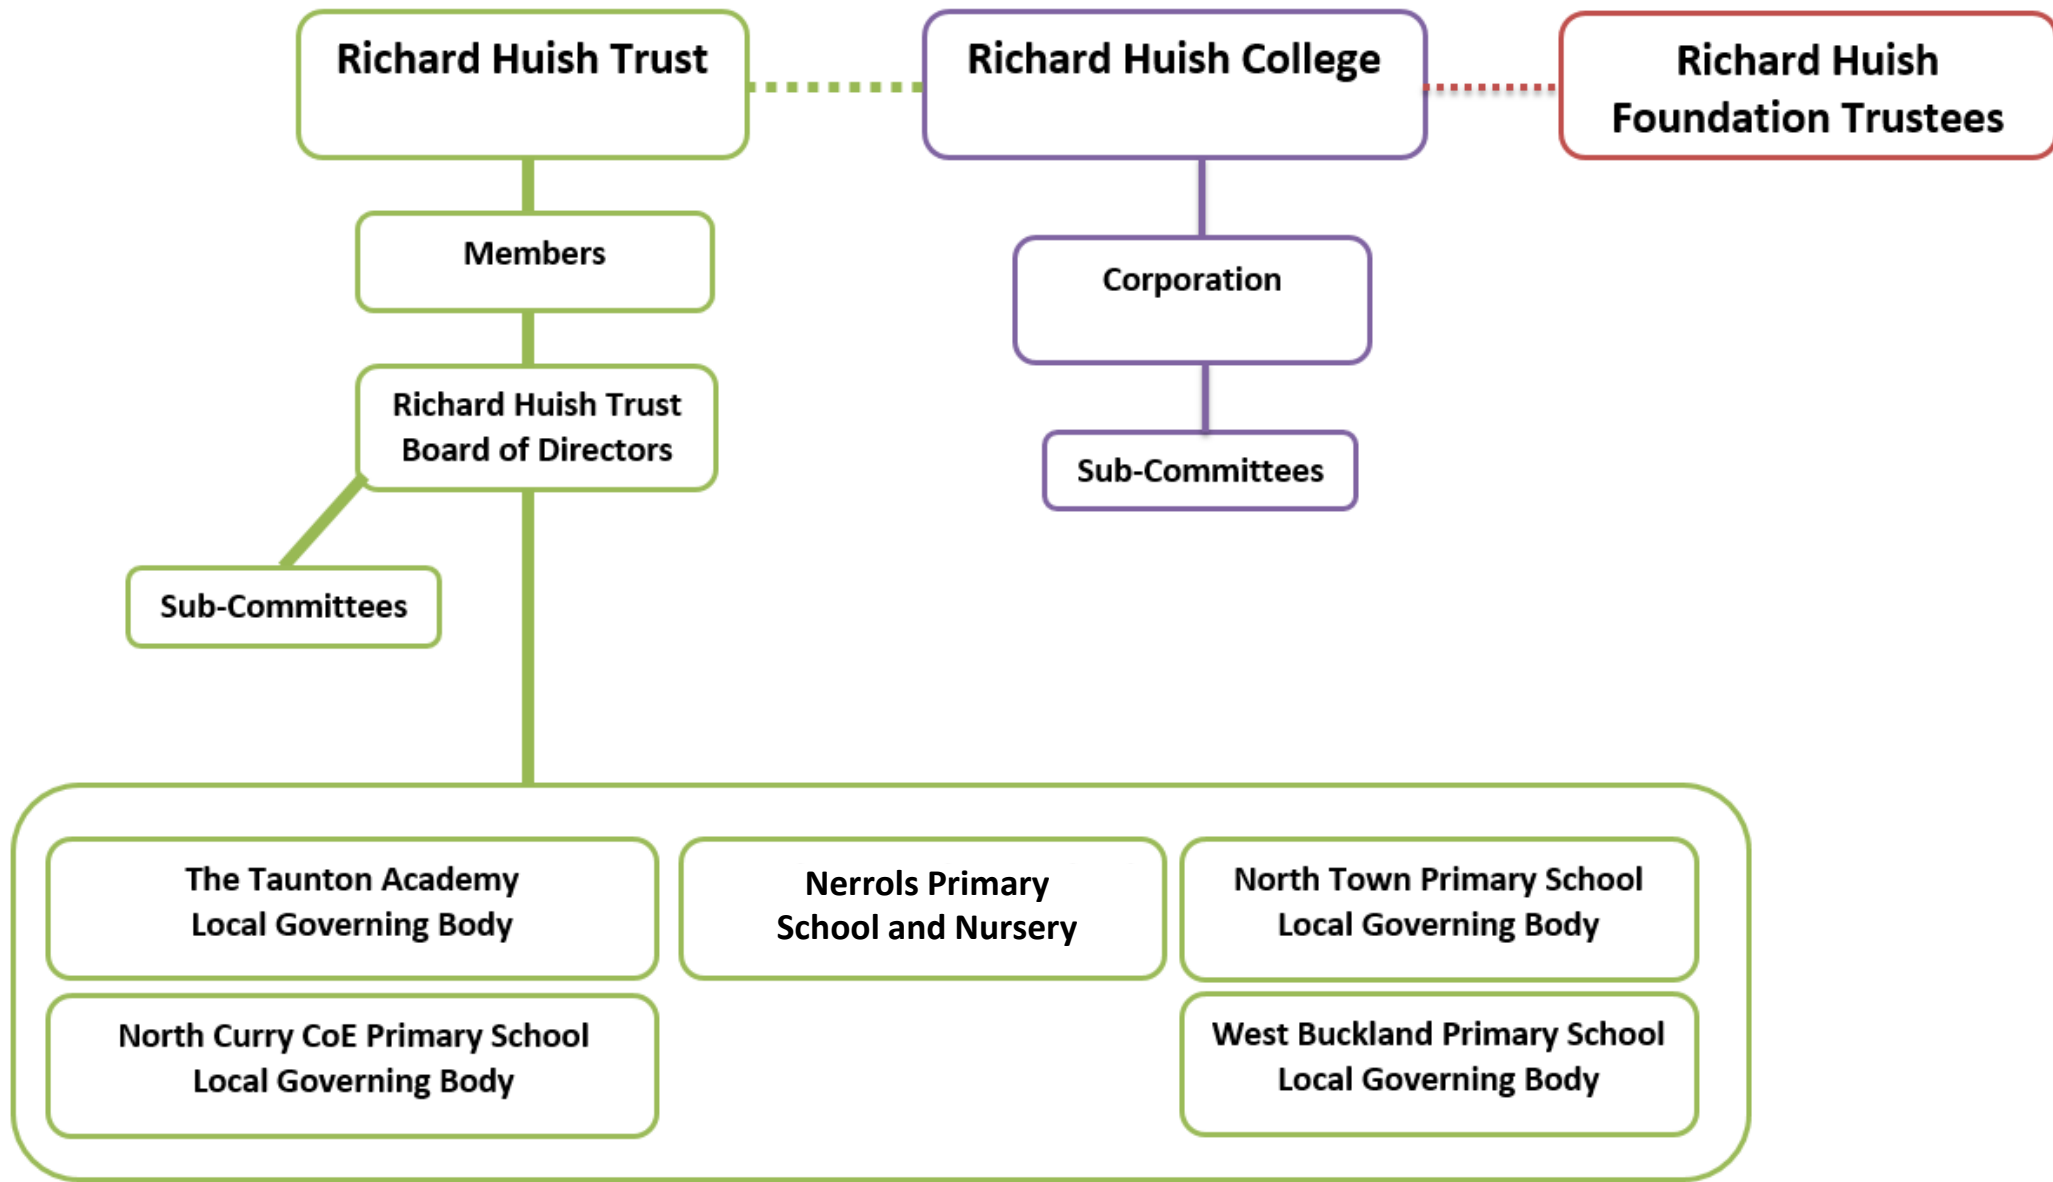 Richard Huish Trust
Richard Huish College
Richard Huish
Foundation Trustees
Members
Corporation
Richard Huish Trust
Board of Directors
Sub-Committees
Sub-Committees
The Taunton Academy
Local Governing Body
Nerrols Primary
School and Nursery
North Town Primary School
Local Governing Body
North Curry CoE Primary School
Local Governing Body
West Buckland Primary School
Local Governing Body